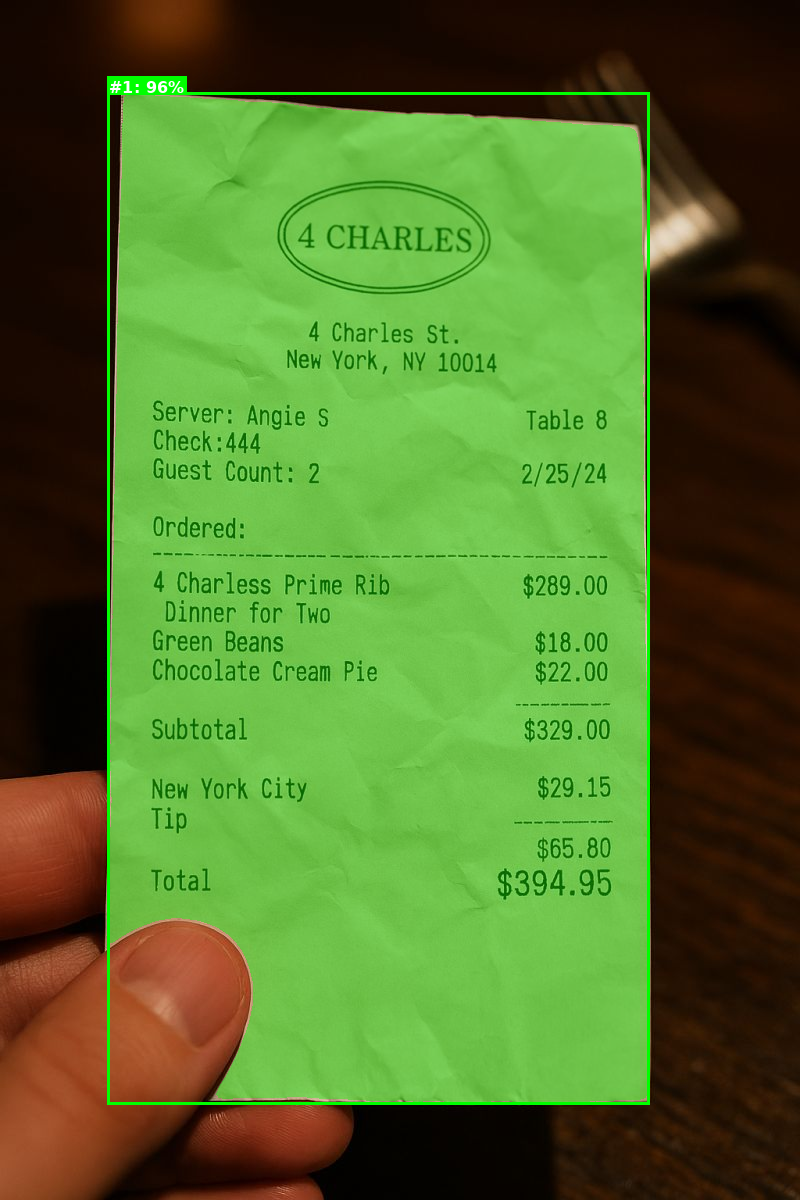 #1: 96%
4 CHARLES
4 Charles St.
New York, NY 10014
Server: Angie S Table 8
Check:444
Guest Count: 2 2/25/24
Ordered:
4 Charless Prime Rib $289.00
Dinner for Two
Green Beans $18.00
Chocolate Cream Pie $22.00
Subtotal $329.00
New York City $29.15
Tip
$65.80
Total $394.95